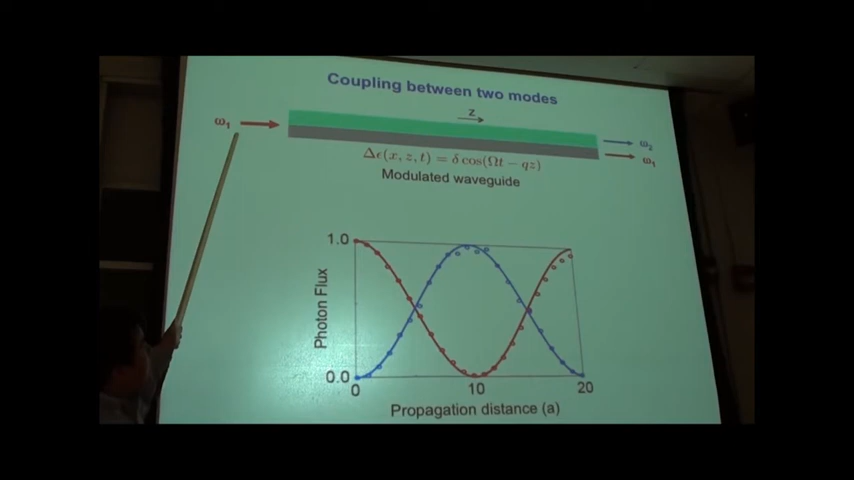 Coupling between two modes
z
ω₁
ω₂
ω₁
Δϵ(x, z, t) = δ cos(Ωt − qz)
Modulated waveguide
1.0
Photon Flux
0.0
0
10
20
Propagation distance (a)